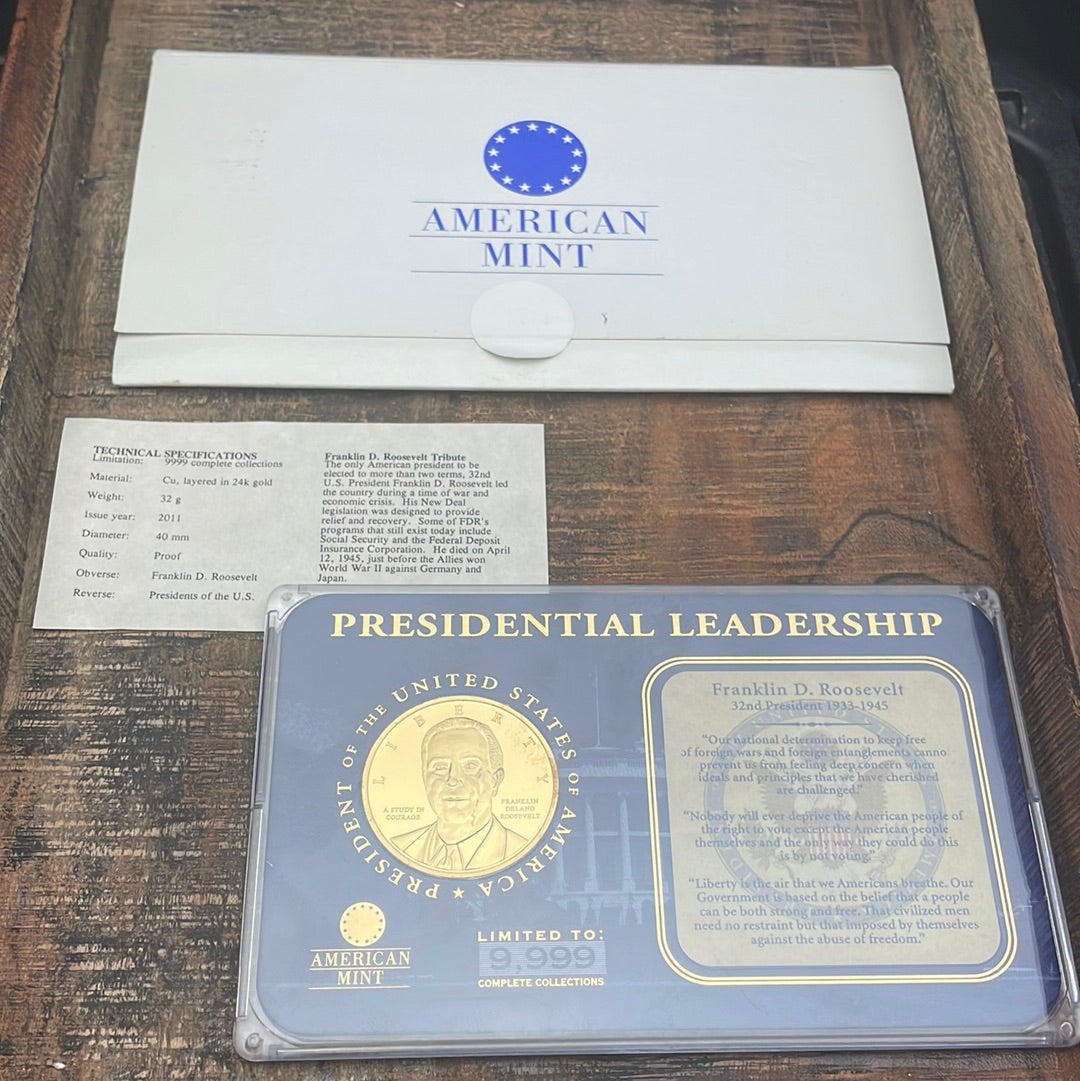 AMERICAN
MINT
TECHNICAL SPECIFICATIONS
Limitation: 9999 complete collections
Material: Cu, layered in 24k gold
Weight: 32 g
Issue year: 2011
Diameter: 40 mm
Quality: Proof
Obverse: Franklin D. Roosevelt
Reverse: Presidents of the U.S.
Franklin D. Roosevelt Tribute
The only American president to be
elected to more than two terms, 32nd
U.S. President Franklin D. Roosevelt led
the country during a time of war and
economic crisis. His New Deal
legislation was designed to provide
relief and recovery. Some of FDR's
programs that still exist today include
Social Security and the Federal Deposit
Insurance Corporation. He died on April
12, 1945, just before the Allies won
World War II against Germany and
Japan.
PRESIDENTIAL LEADERSHIP
PRESIDENT OF THE UNITED STATES OF AMERICA ★
LIBERTY
A STUDY IN
COURAGE
FRANKLIN
DELANO
ROOSEVELT
AMERICAN
MINT
LIMITED TO:
9,999
COMPLETE COLLECTIONS
Franklin D. Roosevelt
32nd President 1933-1945
“Our national determination to keep free
of foreign wars and foreign entanglements canno
prevent us from feeling deep concern when
ideals and principles that we have cherished
are challenged.”
“Nobody will ever deprive the American people of
the right to vote except the American people
themselves and the only way they could do this
is by not voting.”
“Liberty is the air that we Americans breathe. Our
Government is based on the belief that a people
can be both strong and free. That civilized men
need no restraint but that imposed by themselves
against the abuse of freedom.”